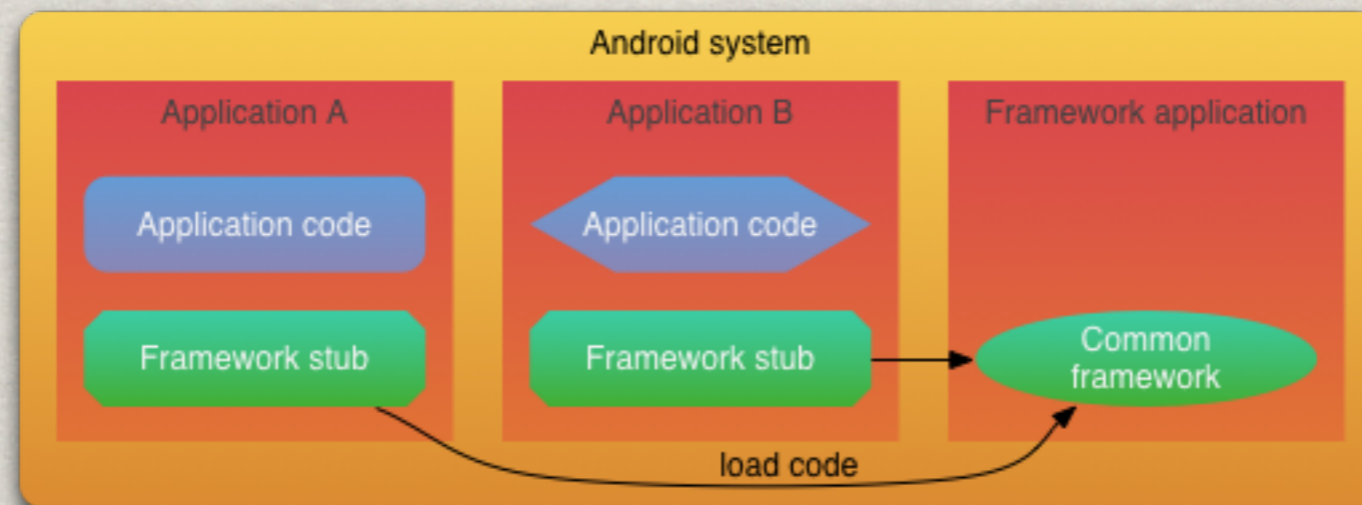 Android system
Application A
Application B
Framework application
Application code
Application code
Framework stub
Framework stub
Common
framework
load code